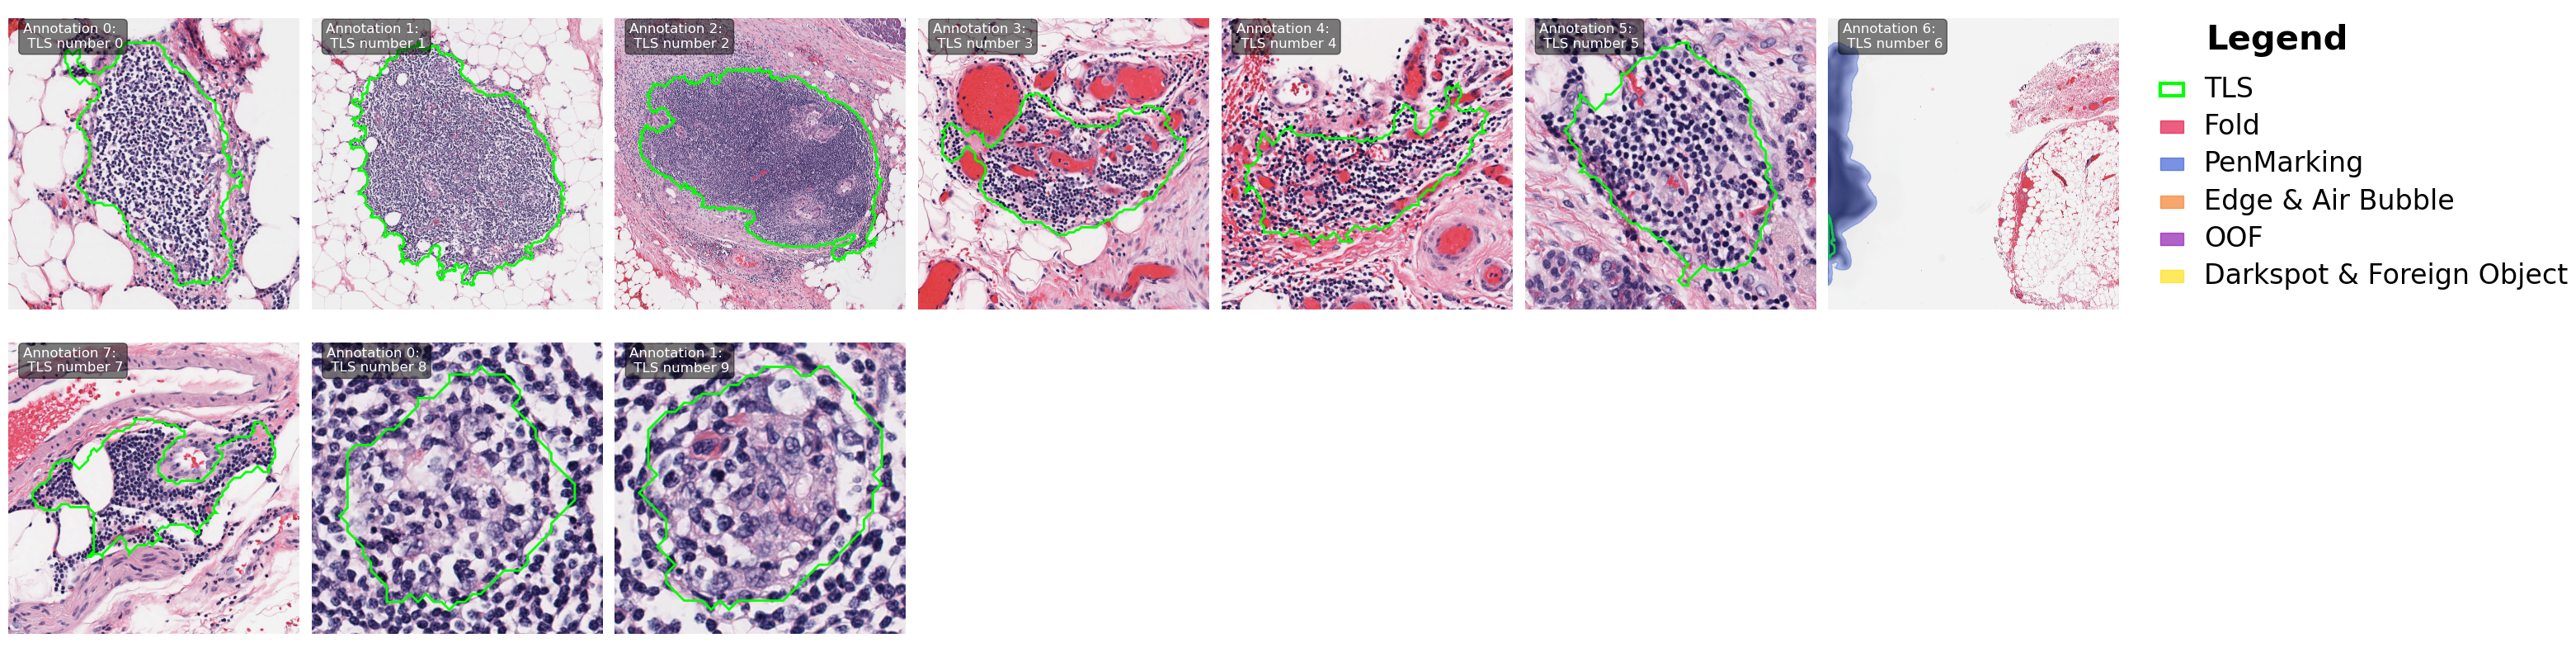 Annotation 0:
TLS number 0
Annotation 1:
TLS number 1
Annotation 2:
TLS number 2
Annotation 3:
TLS number 3
Annotation 4:
TLS number 4
Annotation 5:
TLS number 5
Annotation 6:
TLS number 6
Legend
TLS
Fold
PenMarking
Edge & Air Bubble
OOF
Darkspot & Foreign Object
Annotation 7:
TLS number 7
Annotation 0:
TLS number 8
Annotation 1:
TLS number 9